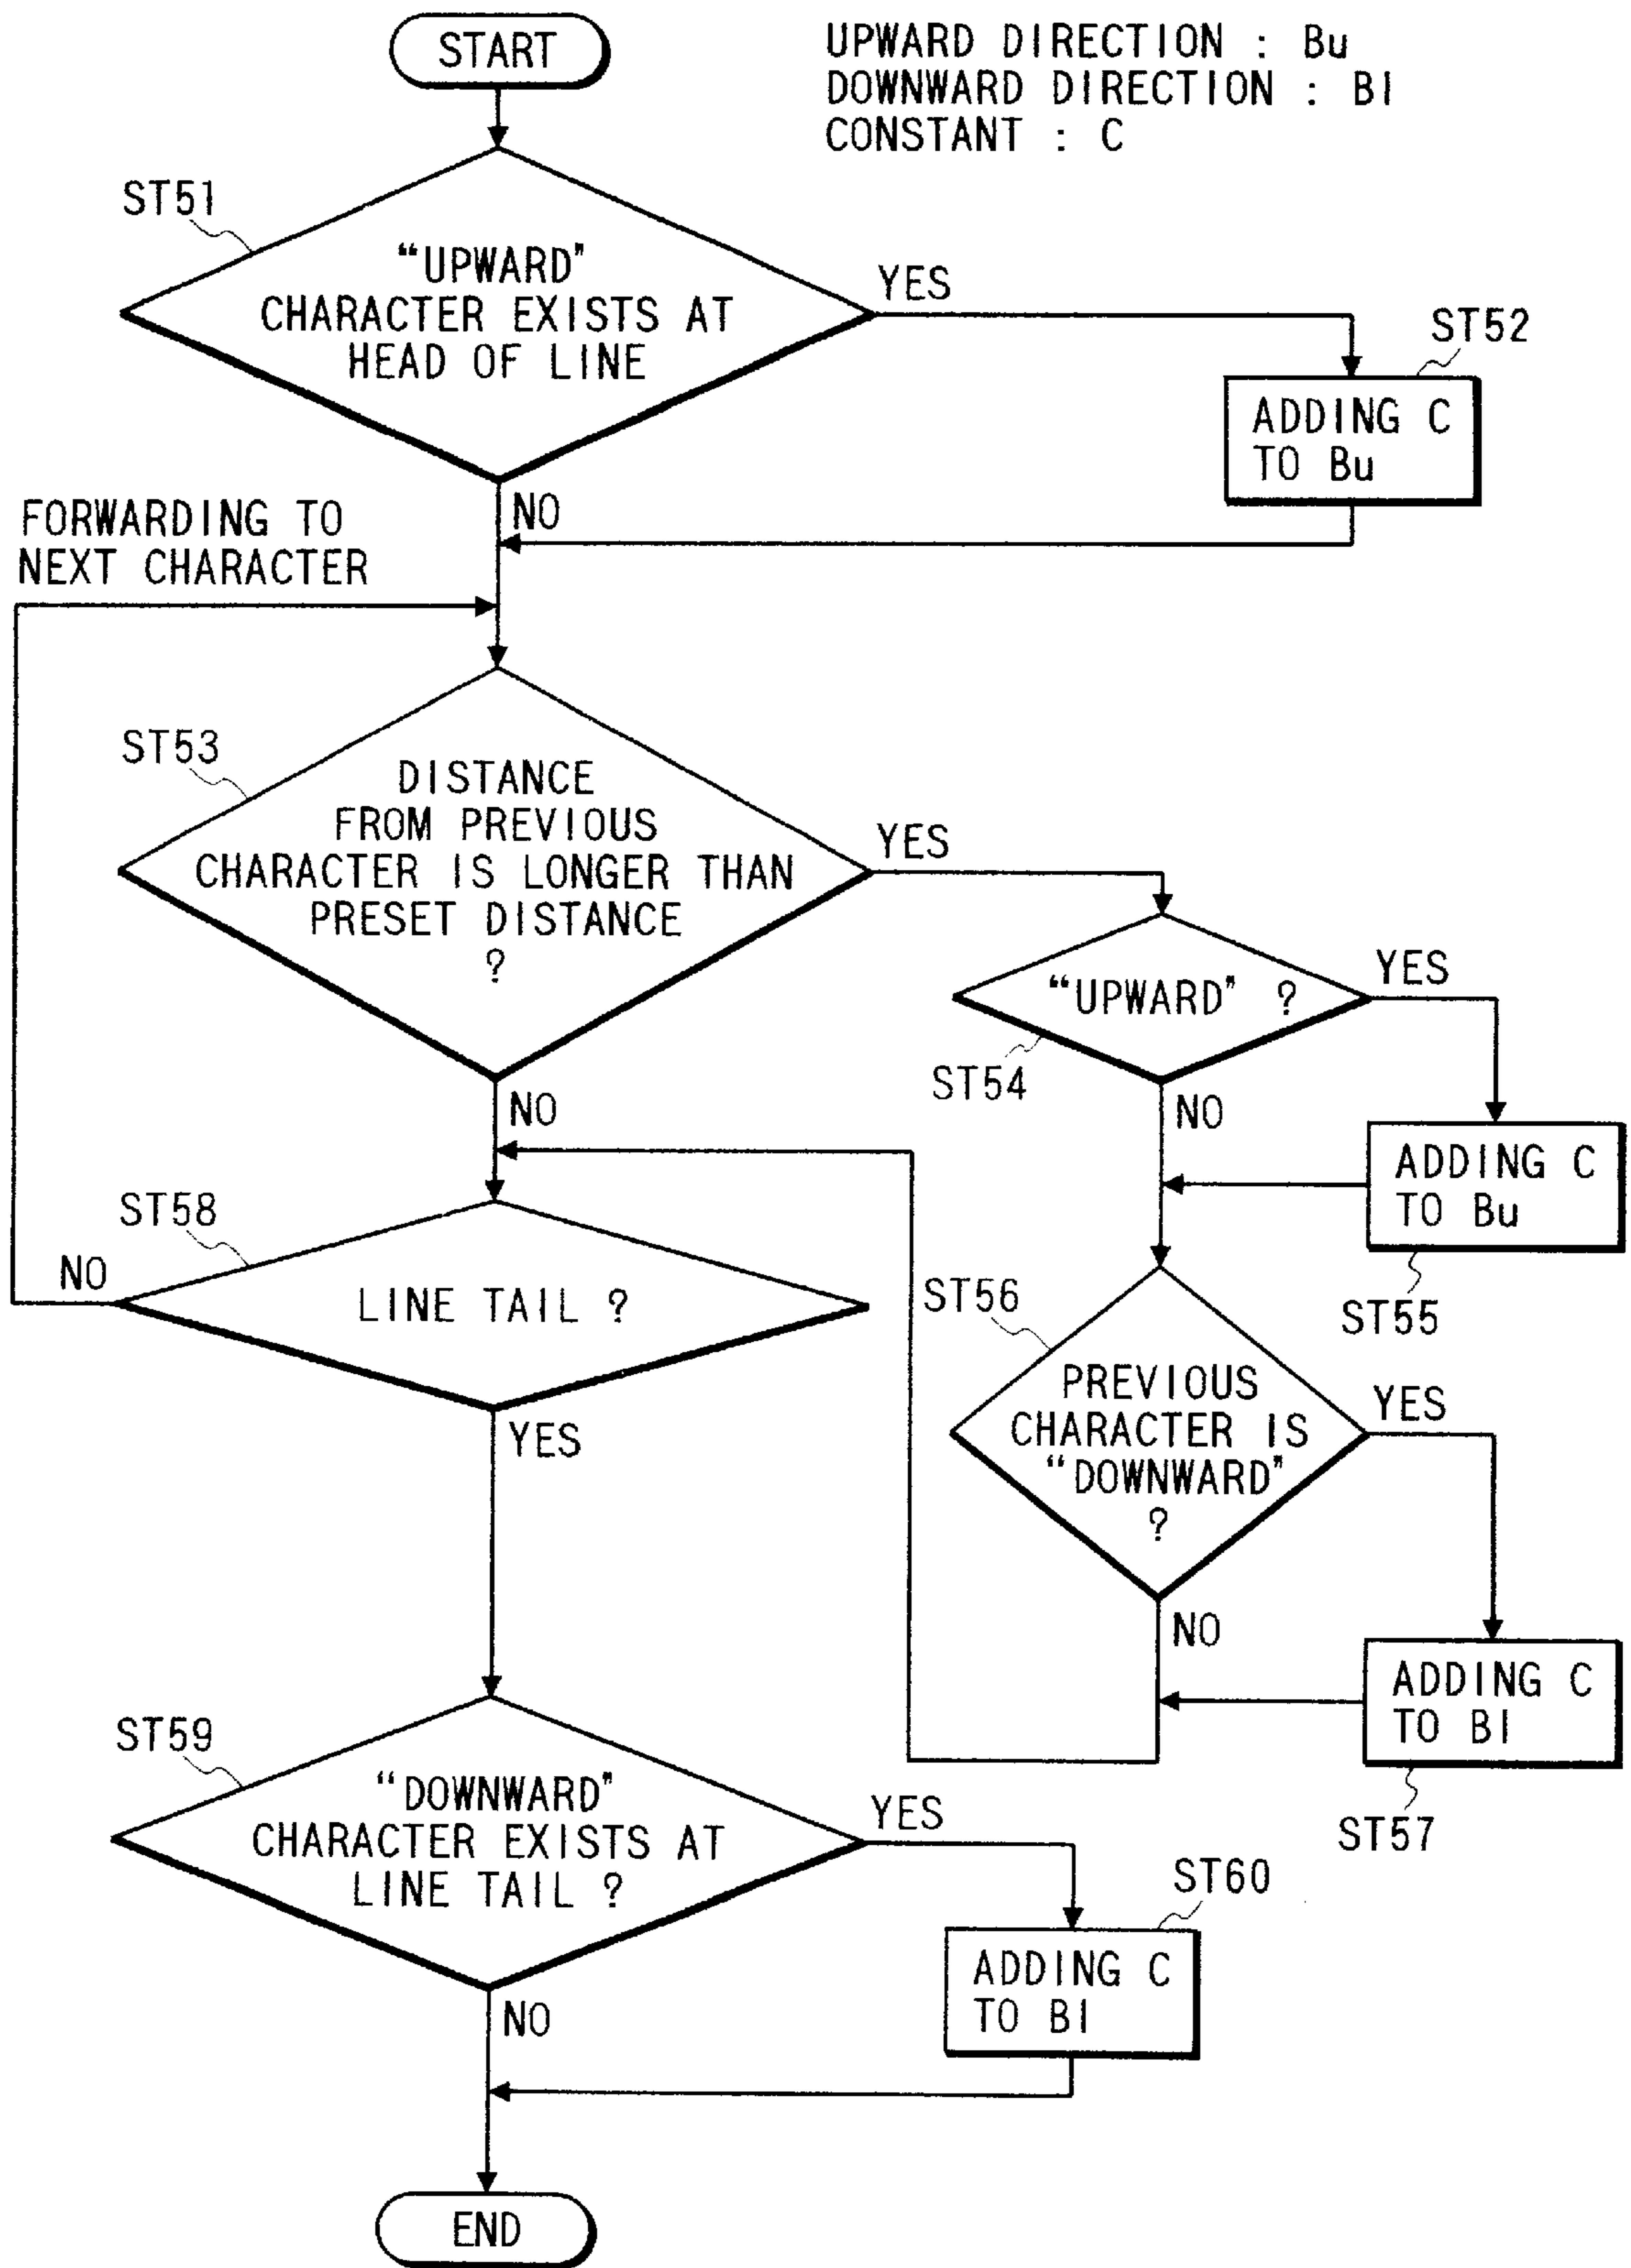 START
UPWARD DIRECTION : Bu
DOWNWARD DIRECTION : Bl
CONSTANT : C
ST51
“UPWARD”
CHARACTER EXISTS AT
HEAD OF LINE
YES
ST52
ADDING C
TO Bu
NO
FORWARDING TO
NEXT CHARACTER
ST53
DISTANCE
FROM PREVIOUS
CHARACTER IS LONGER THAN
PRESET DISTANCE
?
YES
“UPWARD” ?
YES
ST54
NO
NO
ADDING C
TO Bu
ST55
ST58
NO
LINE TAIL ?
YES
ST56
PREVIOUS
CHARACTER IS
“DOWNWARD”
?
YES
NO
ADDING C
TO Bl
ST57
ST59
“DOWNWARD”
CHARACTER EXISTS AT
LINE TAIL ?
YES
ST60
ADDING C
TO Bl
NO
END